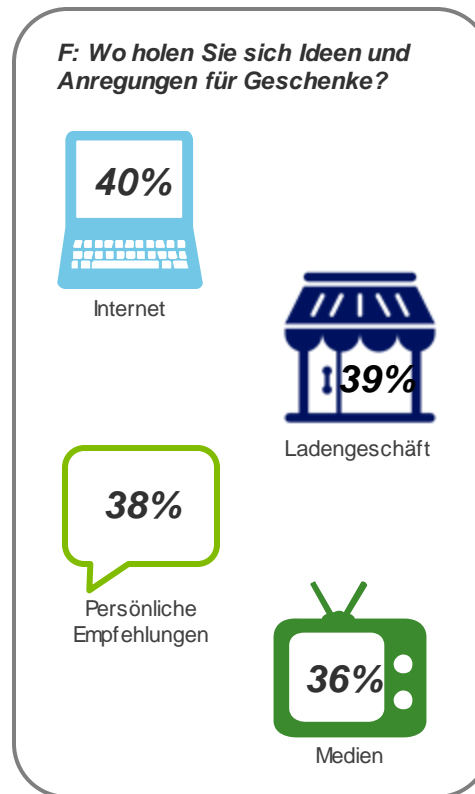 F: Wo holen Sie sich Ideen und
Anregungen für Geschenke?
40%
Internet
39%
Ladengeschäft
38%
Persönliche
Empfehlungen
36%
Medien